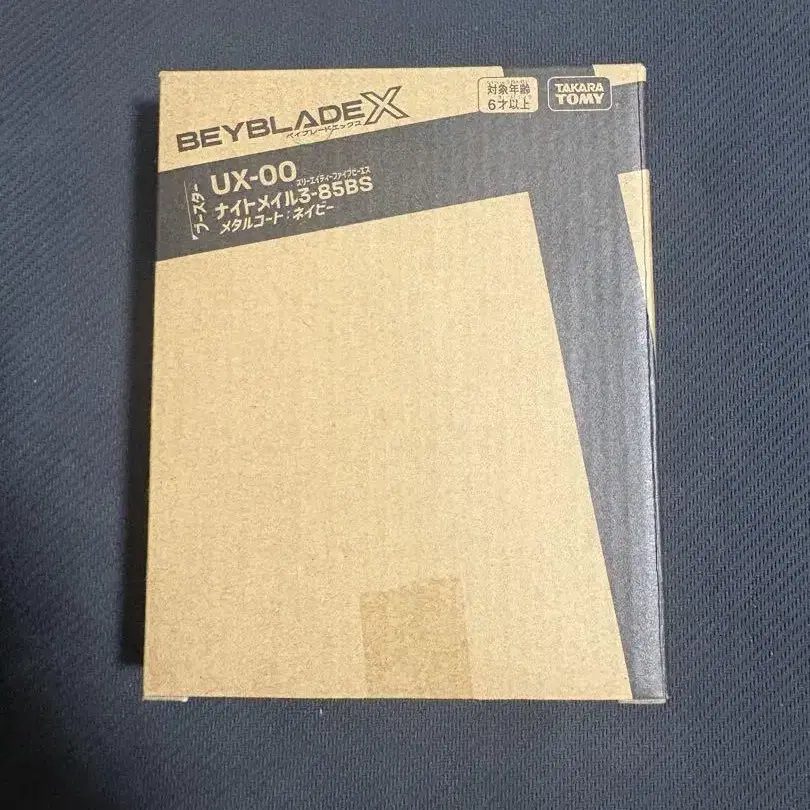 BEYBLADE X
ベイブレードエックス
対象年齢
6才以上
TAKARA
TOMY
ブースター
UX-00
スリーエイティーファイブビーエス
ナイトメイル3-85BS
メタルコート:ネイビー